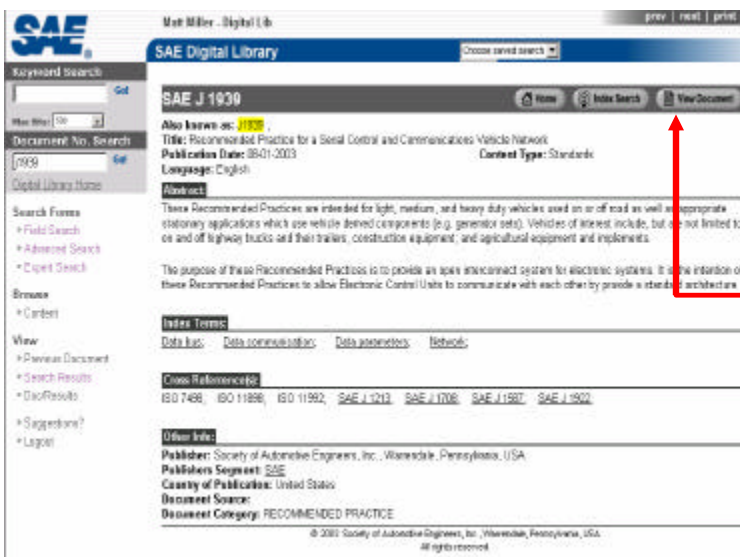 SAE
Matt Miller - Digital Lib
prev | next | print
SAE Digital Library
Choose saved search
Keyword Search
Go!
Document No. Search
j1939
Go!
Digital Library Home
Search Forms
Field Search
Advanced Search
Expert Search
Browse
Content
View
Previous Document
Search Results
Doc/Results
Suggestions?
Logout
SAE J 1939
Home
Index Search
View Document
Also known as: J1939 ,
Title: Recommended Practice for a Serial Control and Communications Vehicle Network
Publication Date: 08-01-2003
Content Type: Standards
Language: English
Abstract:
These Recommended Practices are intended for light, medium, and heavy duty vehicles used on or off road as well as appropriate
stationary applications which use vehicle derived components (e.g. generator sets). Vehicles of interest include, but are not limited to
on and off highway trucks and their trailers, construction equipment, and agricultural equipment and implements.
The purpose of these Recommended Practices is to provide an open interconnect system for electronic systems. It is the intention o
these Recommended Practices to allow Electronic Control Units to communicate with each other by provide a standard architecture
Index Terms:
Data bus; Data communication; Data parameters; Network;
Cross Reference(s):
ISO 7498; ISO 11898; ISO 11992; SAE J 1213; SAE J 1708; SAE J 1587; SAE J 1922;
Other Info:
Publisher: Society of Automotive Engineers, Inc., Warrendale, Pennsylvania, USA
Publishers Segment: SAE
Country of Publication: United States
Document Source:
Document Category: RECOMMENDED PRACTICE
Society of Automotive Engineers, Inc., Warrendale, Pennsylvania, USA
All rights reserved